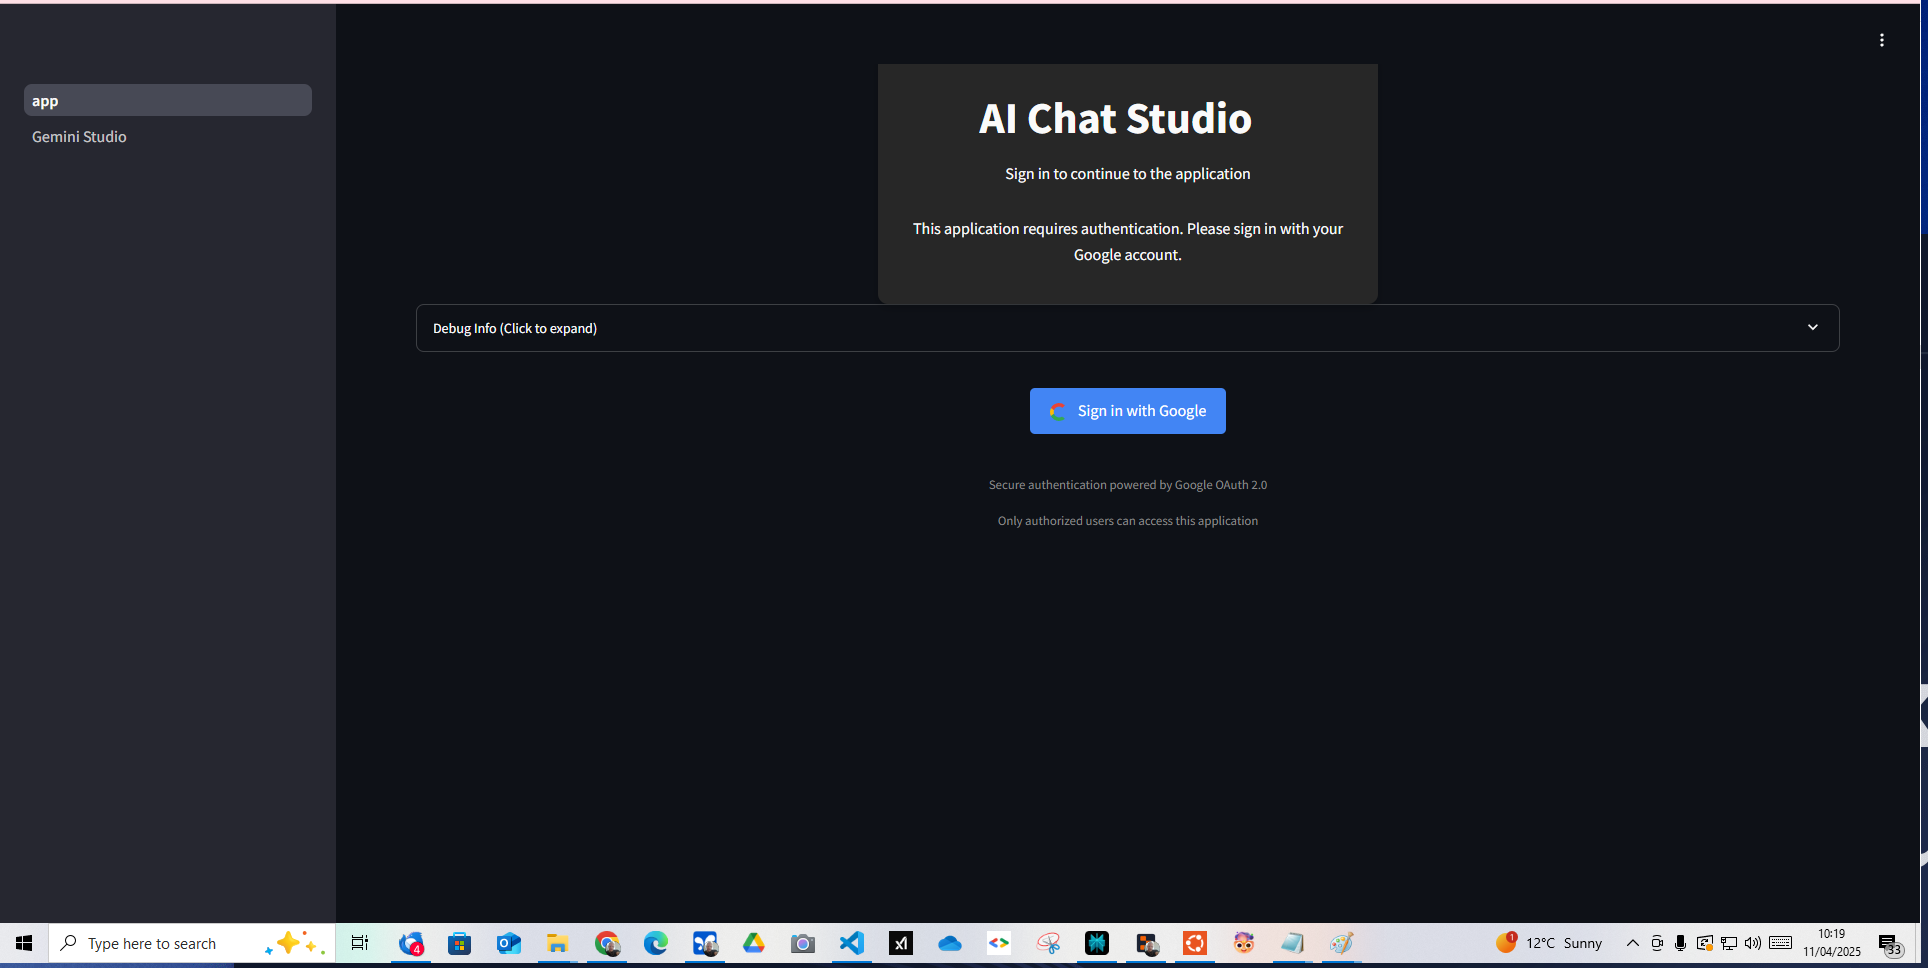 app
Gemini Studio
AI Chat Studio
Sign in to continue to the application
This application requires authentication. Please sign in with your
Google account.
Debug Info (Click to expand)
Sign in with Google
Secure authentication powered by Google OAuth 2.0
Only authorized users can access this application
Type here to search
4
1
12°C Sunny
10:19
11/04/2025
33